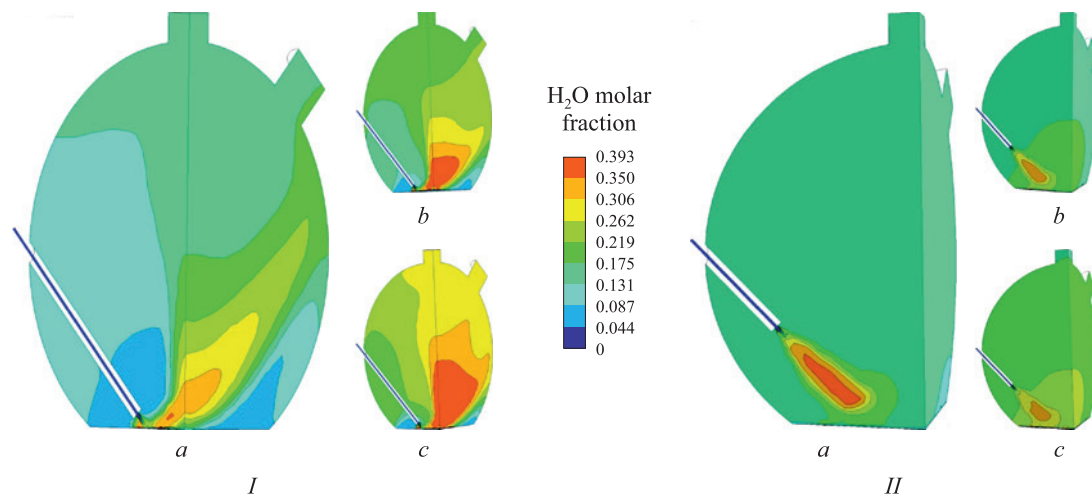 H₂O molar
fraction
0.393
0.350
0.306
0.262
0.219
0.175
0.131
0.087
0.044
0
a
b
c
I
a
b
c
II